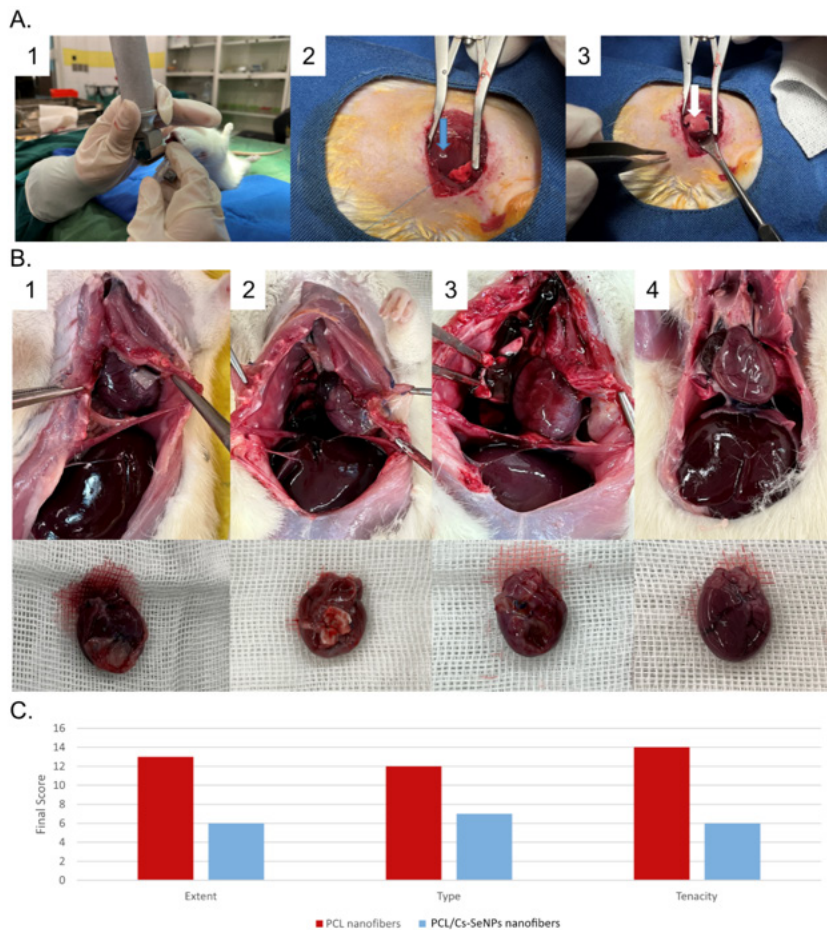 A.
1
2
3
B.
1
2
3
4
C.
16
14
12
10
8
6
4
2
0
Final Score
Extent
Type
Tenacity
PCL nanofibers
PCL/Cs-SeNPs nanofibers